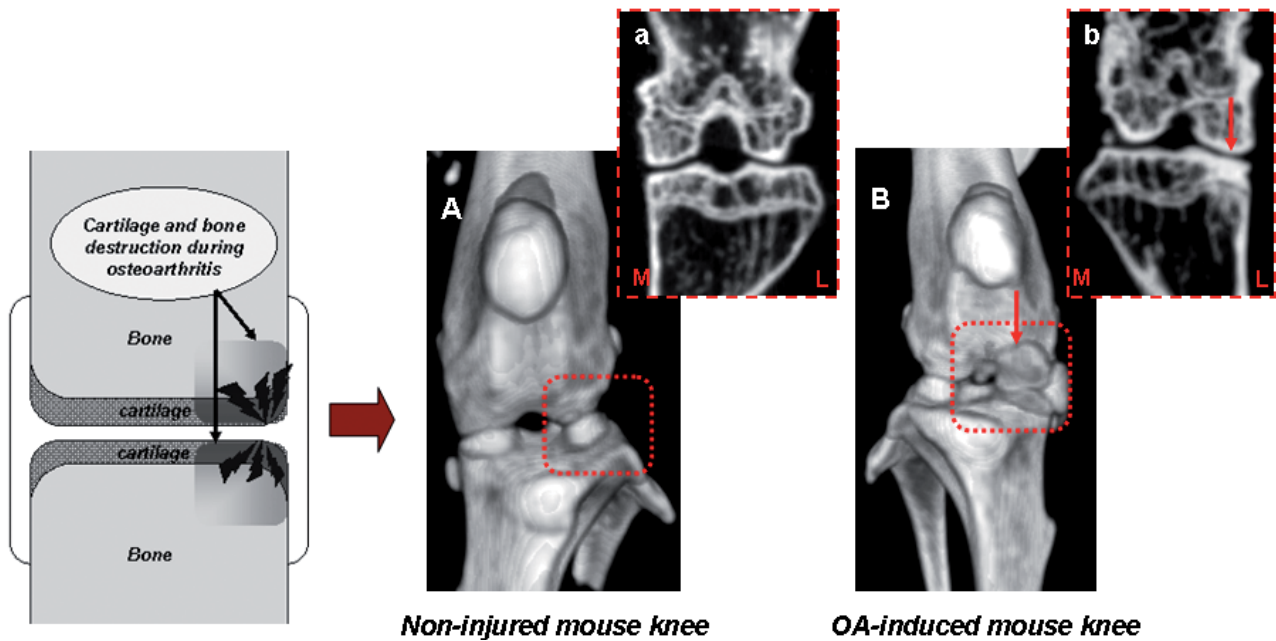 Cartilage and bone
destruction during
osteoarthritis
Bone
cartilage
cartilage
Bone
A
a
M
L
Non-injured mouse knee
B
b
M
L
OA-induced mouse knee